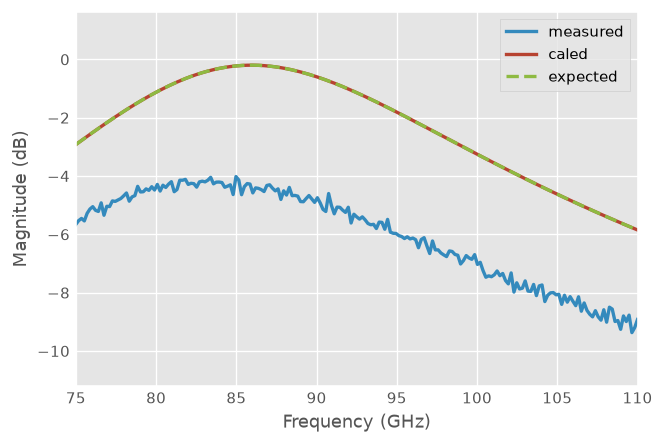 measured
caled
expected
0
−2
−4
−6
−8
−10
Magnitude (dB)
75 80 85 90 95 100 105 110
Frequency (GHz)